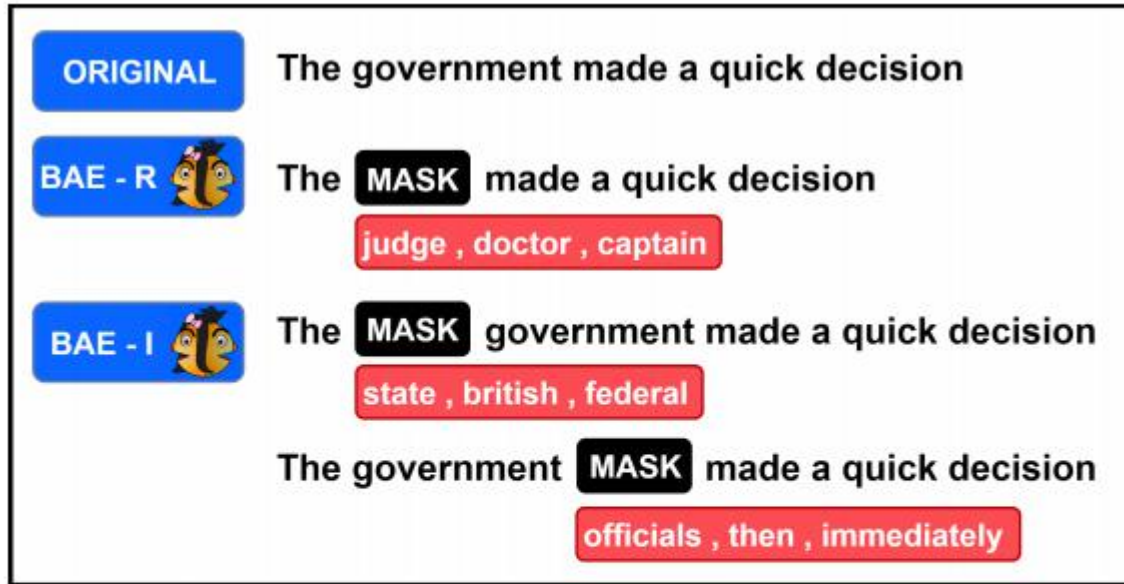 ORIGINAL The government made a quick decision
BAE - R The MASK made a quick decision
judge , doctor , captain
BAE - I The MASK government made a quick decision
state , british , federal
The government MASK made a quick decision
officials , then , immediately